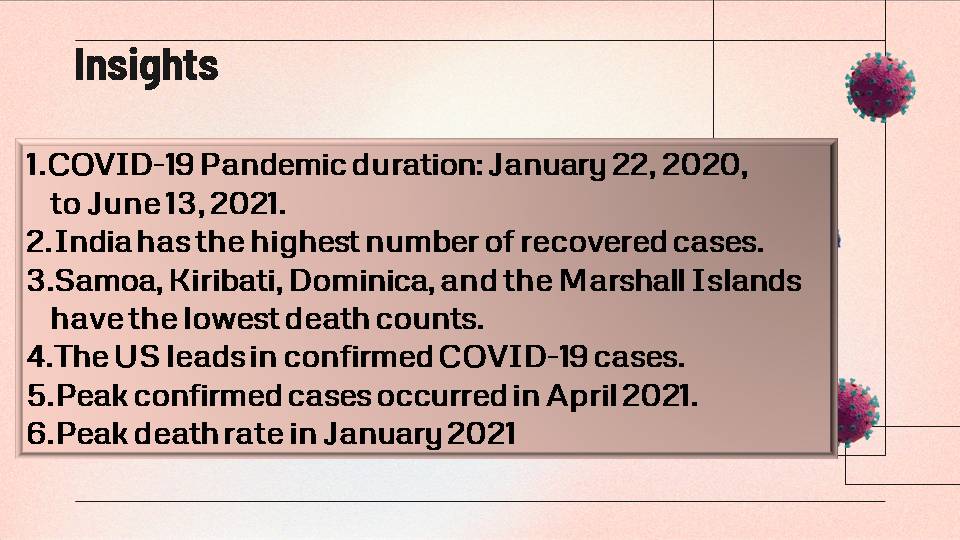 Insights
1.COVID-19 Pandemic duration: January 22, 2020,
to June 13, 2021.
2.India has the highest number of recovered cases.
3.Samoa, Kiribati, Dominica, and the Marshall Islands
have the lowest death counts.
4.The US leads in confirmed COVID-19 cases.
5.Peak confirmed cases occurred in April 2021.
6.Peak death rate in January 2021